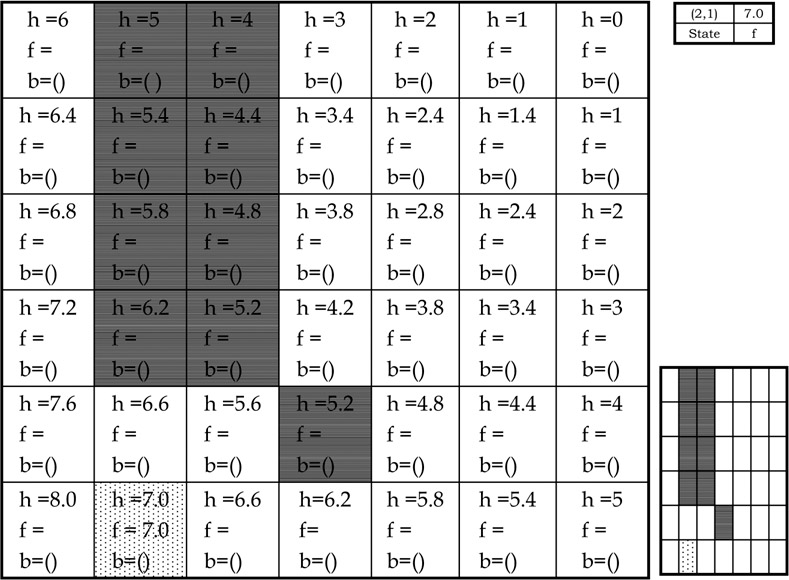 h =6 h =5 h =4 h =3 h =2 h =1 h =0
f = f = f = f = f = f = f =
b=() b=( ) b=() b=() b=() b=() b=()
h =6.4 h =5.4 h =4.4 h =3.4 h =2.4 h =1.4 h =1
f = f = f = f = f = f = f =
b=() b=() b=() b=() b=() b=() b=()
h =6.8 h =5.8 h =4.8 h =3.8 h =2.8 h =2.4 h =2
f = f = f = f = f = f = f =
b=() b=() b=() b=() b=() b=() b=()
h =7.2 h =6.2 h =5.2 h =4.2 h =3.8 h =3.4 h =3
f = f = f = f = f = f = f =
b=() b=() b=() b=() b=() b=() b=()
h =7.6 h =6.6 h =5.6 h =5.2 h =4.8 h =4.4 h =4
f = f = f = f = f = f = f =
b=() b=() b=() b=() b=() b=() b=()
h =8.0 h =7.0 h =6.6 h=6.2 h =5.8 h =5.4 h =5
f = f = 7.0 f = f= f = f = f =
b=() b=() b=() b=() b=() b=() b=()
(2,1) 7.0
State f